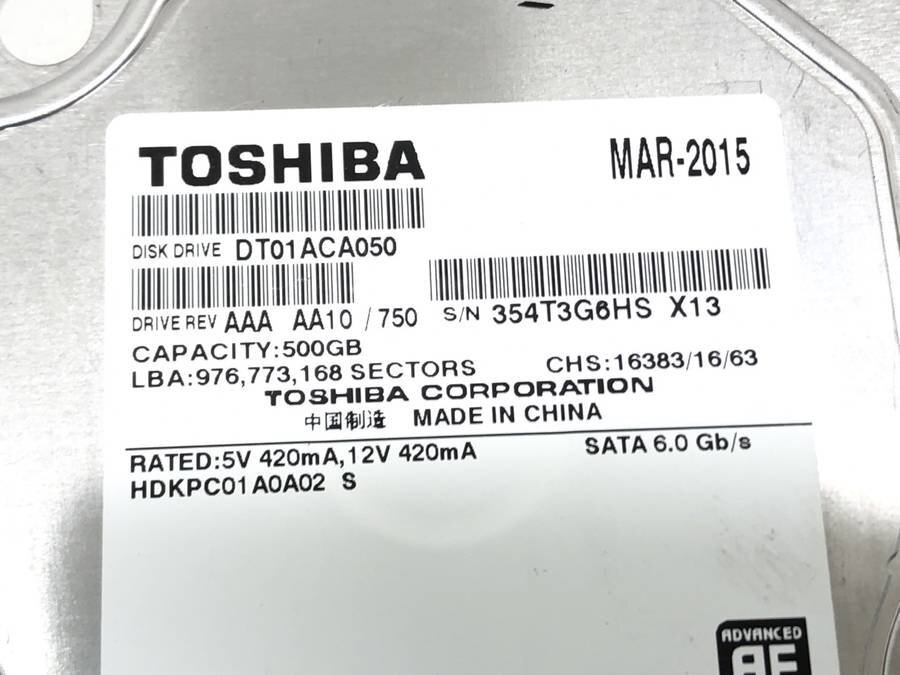 TOSHIBA MAR-2015
DISK DRIVE DT01ACA050
DRIVE REV AAA AA10 / 750 S/N 354T3G6HS X13
CAPACITY:500GB
LBA:976,773,168 SECTORS CHS:16383/16/63
TOSHIBA CORPORATION
中国制造 MADE IN CHINA
RATED:5V 420mA,12V 420mA SATA 6.0 Gb/s
HDKPC01A0A02 S
ADVANCED
AF